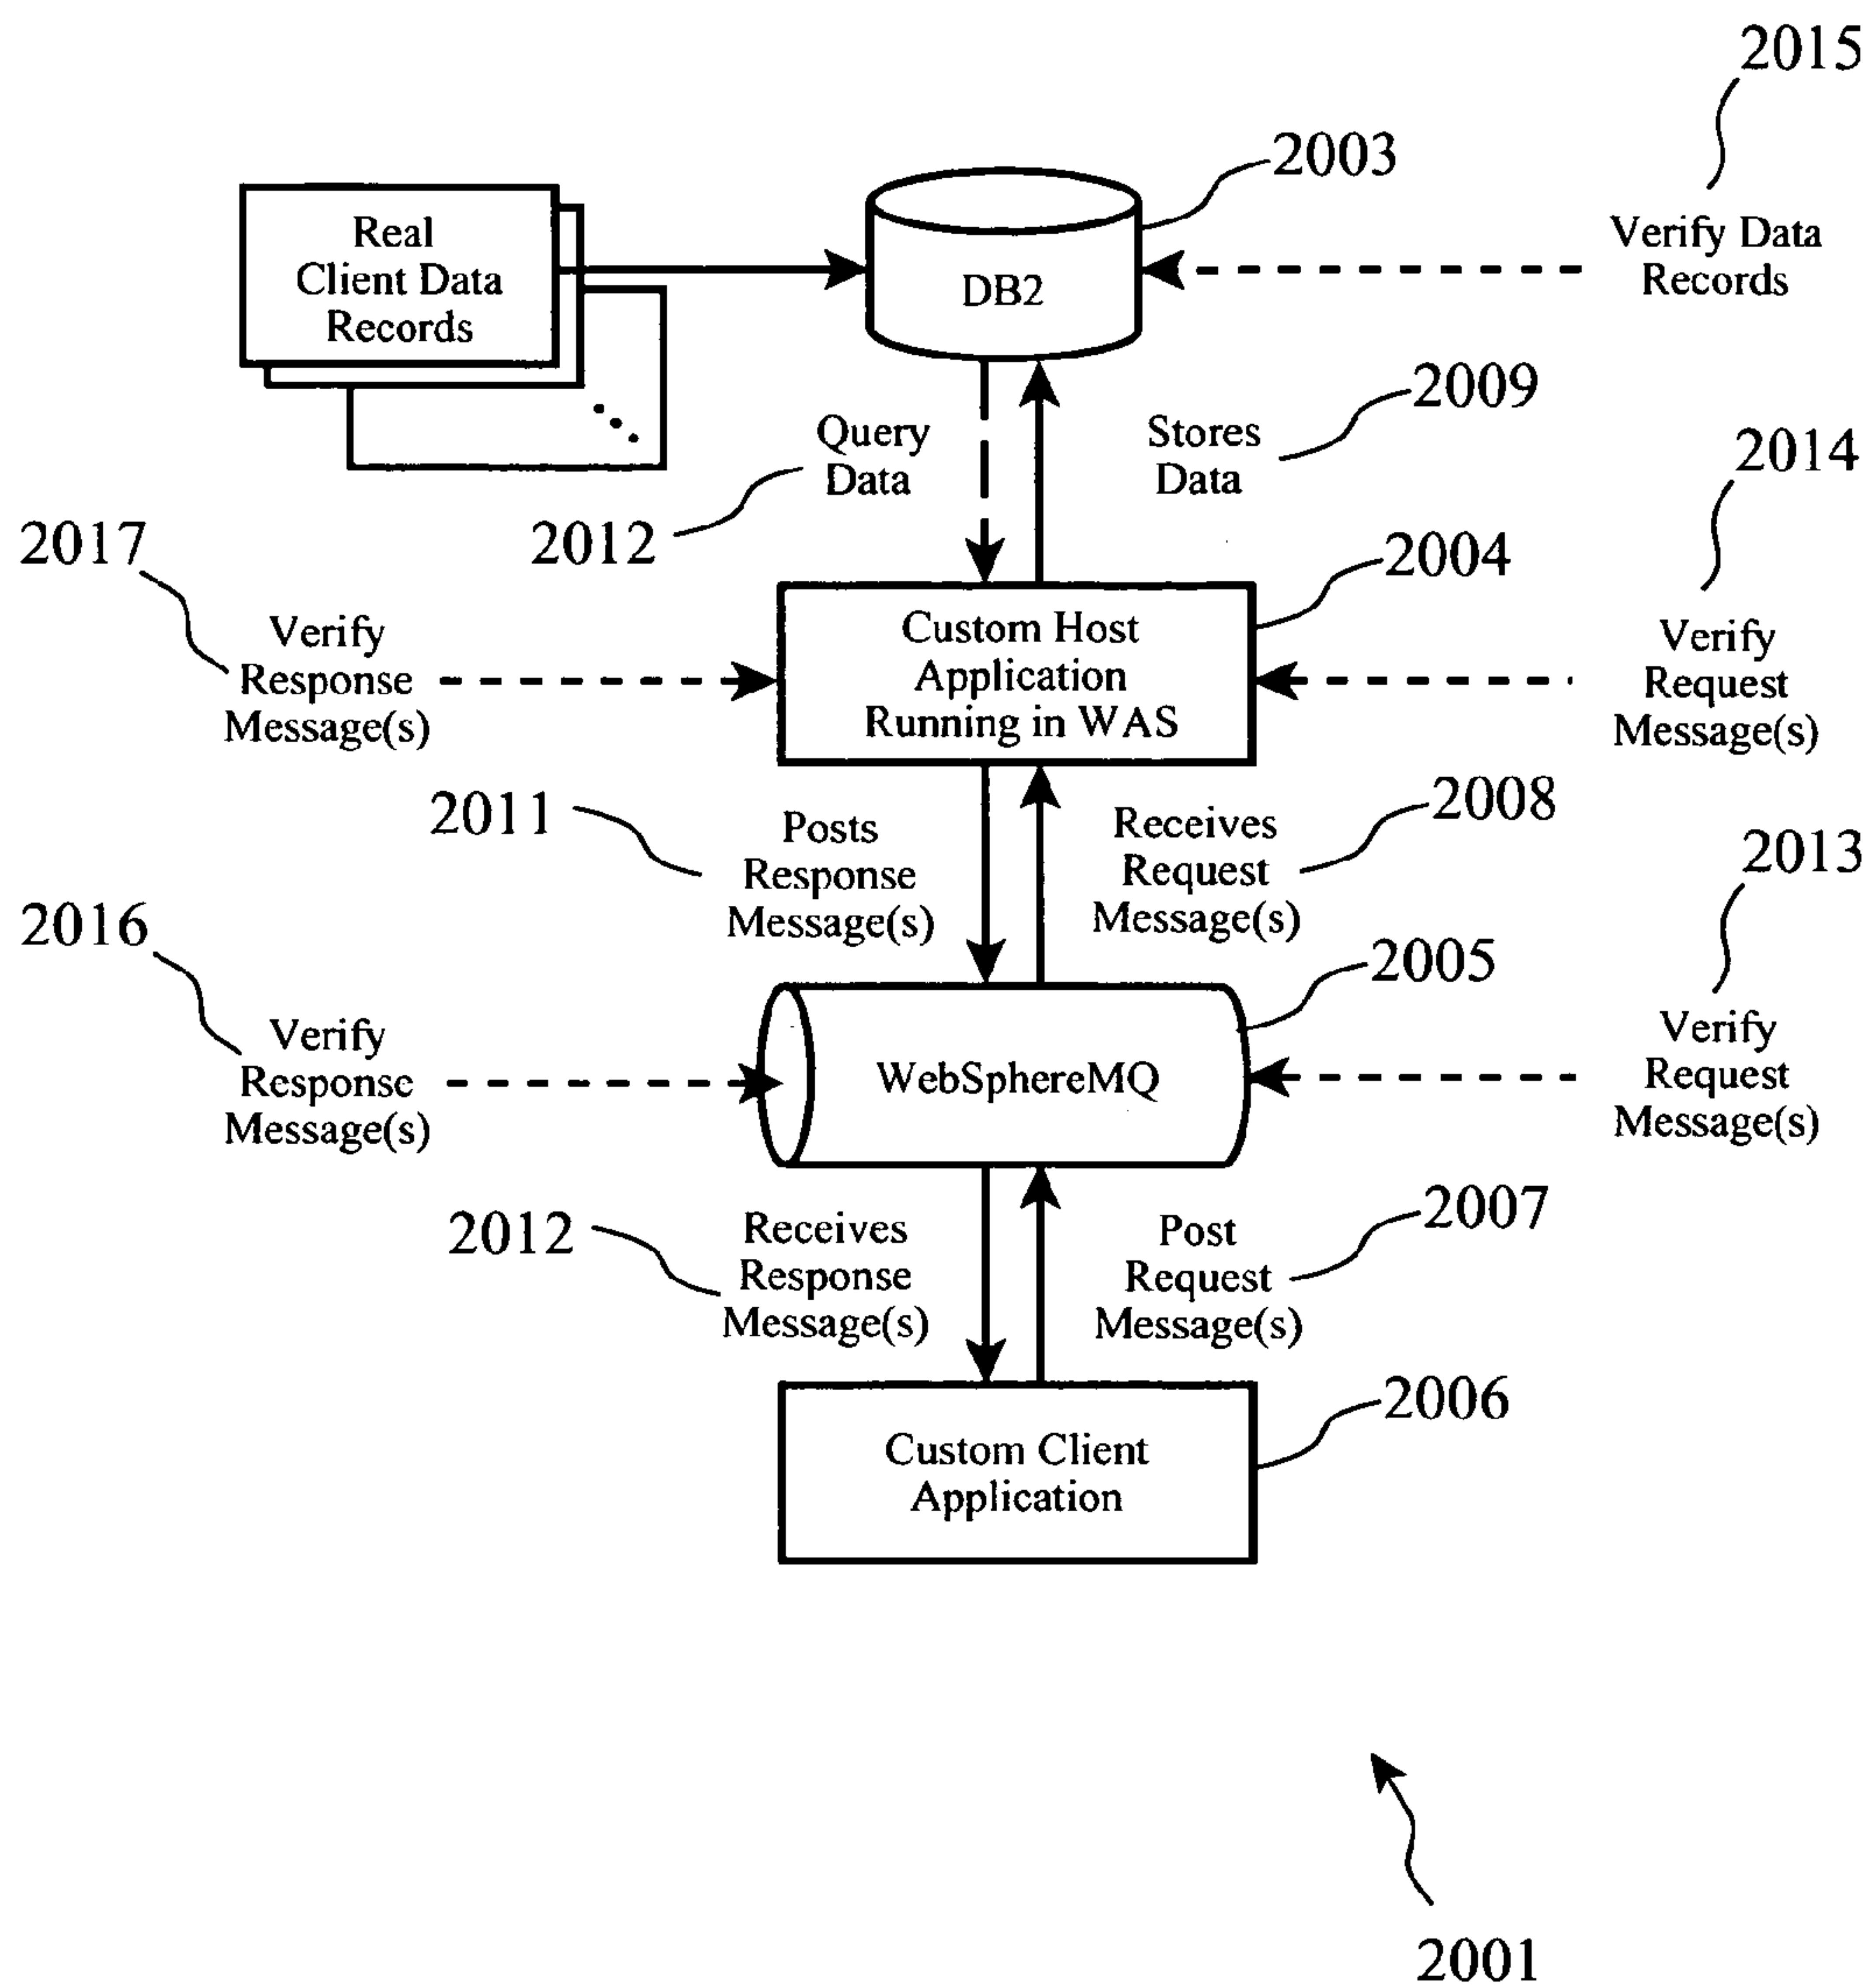 2015
2003
Real
Client Data
Records
DB2
Verify Data
Records
2009
Query
Data
Stores
Data
2014
2012
2017
2004
Verify
Response
Message(s)
Custom Host
Application
Running in WAS
Verify
Request
Message(s)
2011
2008
Posts
Response
Message(s)
Receives
Request
Message(s)
2013
2016
2005
Verify
Response
Message(s)
WebSphereMQ
Verify
Request
Message(s)
2012
Receives
Response
Message(s)
Post
Request
Message(s)
2007
2006
Custom Client
Application
2001